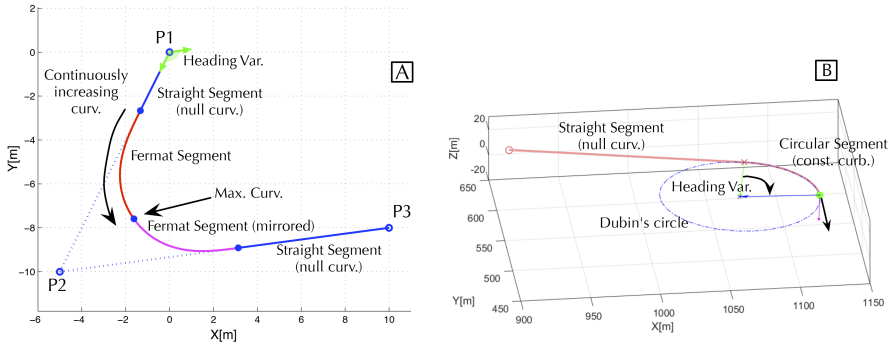 A
P1
Heading Var.
Continuously
increasing
curv.
Straight Segment
(null curv.)
Fermat Segment
Max. Curv.
Fermat Segment (mirrored)
P3
Straight Segment
(null curv.)
P2
Y[m]
2
0
−2
−4
−6
−8
−10
−6
−4
−2
0
2
4
6
8
10
X[m]
B
Straight Segment
(null curv.)
Circular Segment
(const. curb.)
Heading Var.
Dubin's circle
Z[m]
20
0
-20
650
600
550
500
450
Y[m]
900
950
1000
1050
1100
1150
X[m]